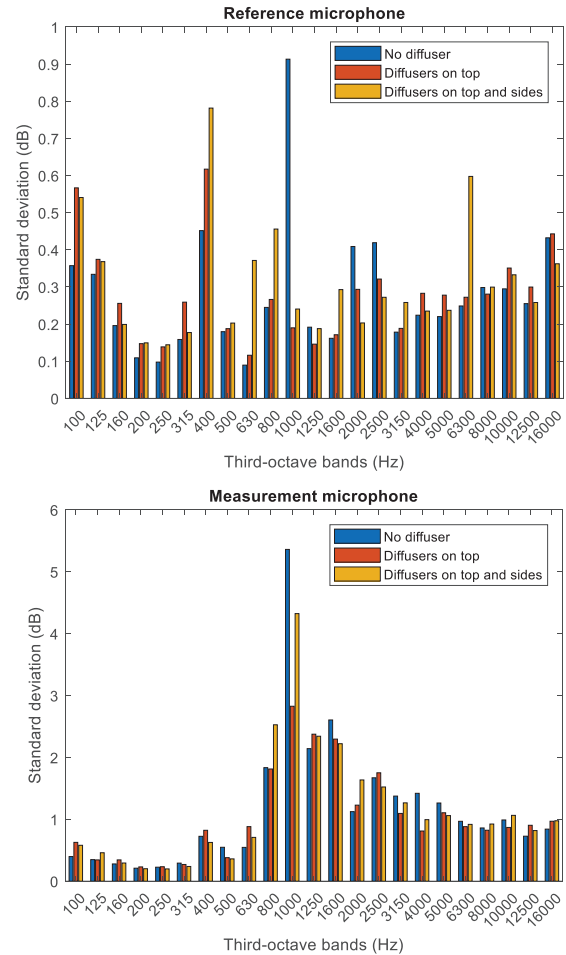 Reference microphone
1
0.9
0.8
0.7
0.6
0.5
0.4
0.3
0.2
0.1
0
Standard deviation (dB)
No diffuser
Diffusers on top
Diffusers on top and sides
100 125 160 200 250 315 400 500 630 800 1000 1250 1600 2000 2500 3150 4000 5000 6300 8000 10000 12500 16000
Third-octave bands (Hz)
Measurement microphone
6
5
4
3
2
1
0
Standard deviation (dB)
No diffuser
Diffusers on top
Diffusers on top and sides
100 125 160 200 250 315 400 500 630 800 1000 1250 1600 2000 2500 3150 4000 5000 6300 8000 10000 12500 16000
Third-octave bands (Hz)